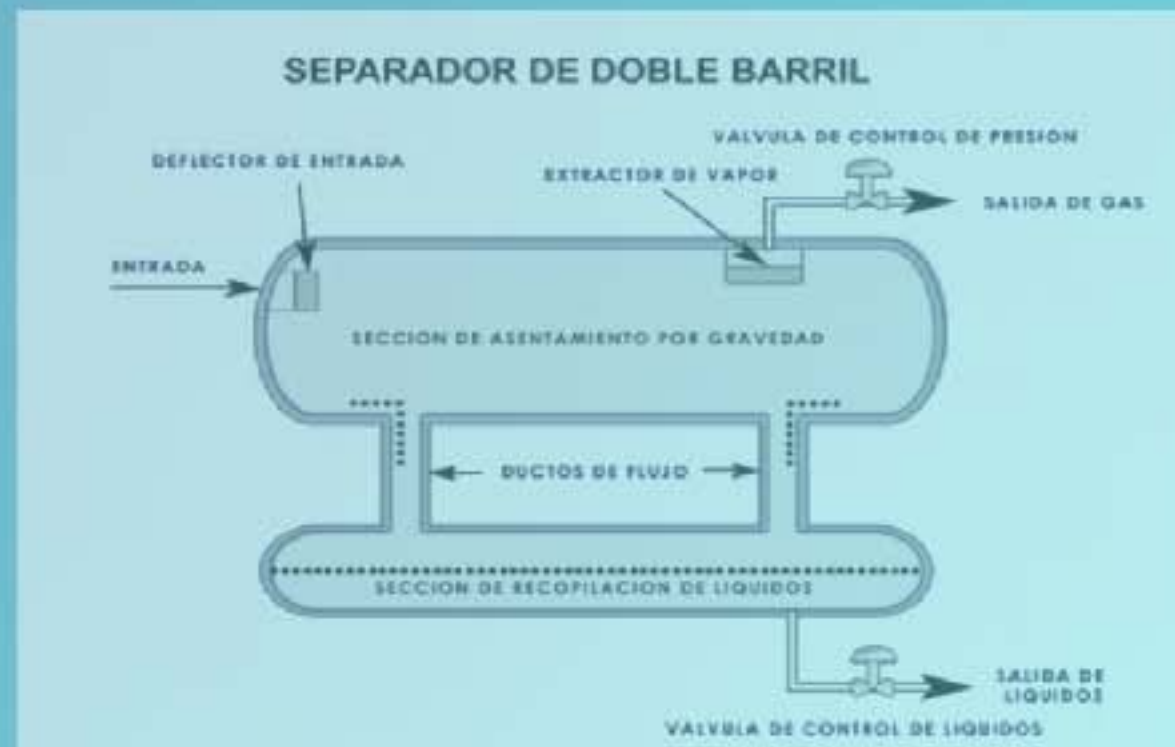 SEPARADOR DE DOBLE BARRIL
VALVULA DE CONTROL DE PRESION
DEFLECTOR DE ENTRADA
EXTRACTOR DE VAPOR
SALIDA DE GAS
ENTRADA
SECCION DE ASENTAMIENTO POR GRAVEDAD
DUCTOS DE FLUJO
SECCION DE RECOPILACION DE LIQUIDOS
SALIDA DE
LIQUIDOS
VALVULA DE CONTROL DE LIQUIDOS